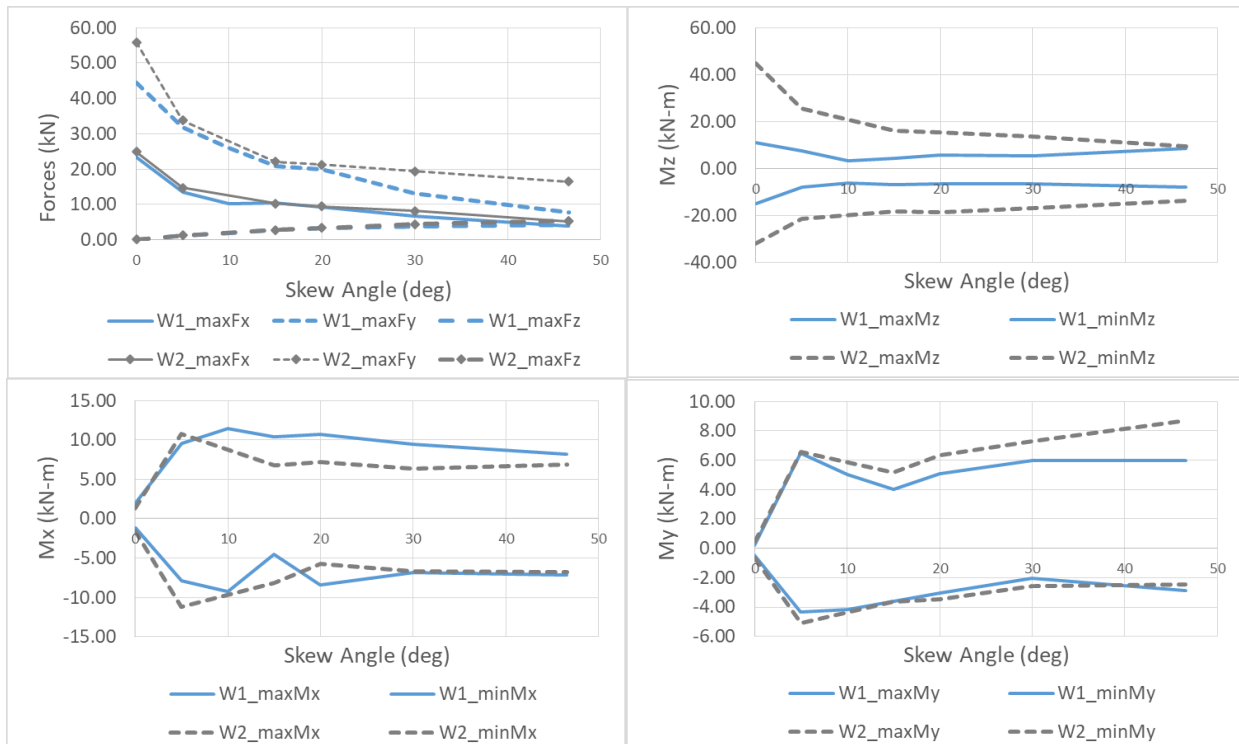 60.00
50.00
40.00
30.00
20.00
10.00
0.00
Forces (kN)
0 10 20 30 40 50
Skew Angle (deg)
W1_maxFx W1_maxFy W1_maxFz
W2_maxFx W2_maxFy W2_maxFz
60.00
40.00
20.00
0.00
-20.00
-40.00
Mz (kN-m)
0 10 20 30 40 50
Skew Angle (deg)
W1_maxMz W1_minMz
W2_maxMz W2_minMz
15.00
10.00
5.00
0.00
-5.00
-10.00
-15.00
Mx (kN-m)
0 10 20 30 40 50
Skew Angle (deg)
W1_maxMx W1_minMx
W2_maxMx W2_minMx
10.00
8.00
6.00
4.00
2.00
0.00
-2.00
-4.00
-6.00
My (kN-m)
0 10 20 30 40 50
Skew Angle (deg)
W1_maxMy W1_minMy
W2_maxMy W2_minMy